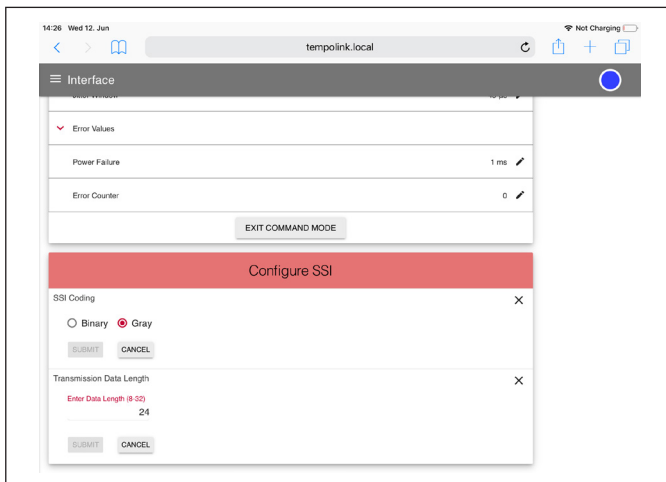 14:26 Wed 12. Jun
Not Charging
tempolink.local
Interface
Error Values
Power Failure 1 ms
Error Counter 0
EXIT COMMAND MODE
Configure SSI
SSI Coding
Binary Gray
SUBMIT CANCEL
Transmission Data Length
Enter Data Length (8-32)
24
SUBMIT CANCEL